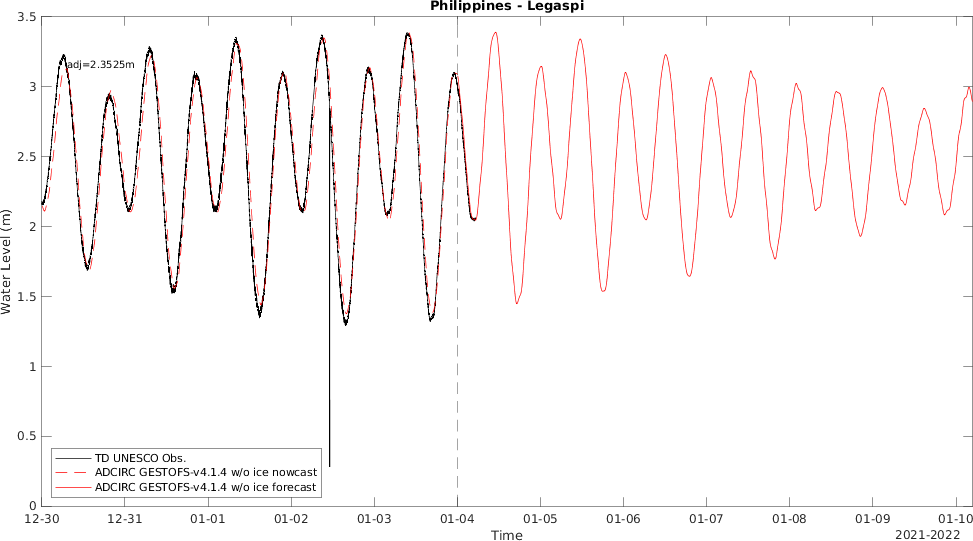 Philippines - Legaspi
3.5
3
2.5
2
1.5
1
0.5
0
Water Level (m)
adj=2.3525m
TD UNESCO Obs.
ADCIRC GESTOFS-v4.1.4 w/o ice nowcast
ADCIRC GESTOFS-v4.1.4 w/o ice forecast
12-30 12-31 01-01 01-02 01-03 01-04 01-05 01-06 01-07 01-08 01-09 01-10
Time
2021-2022